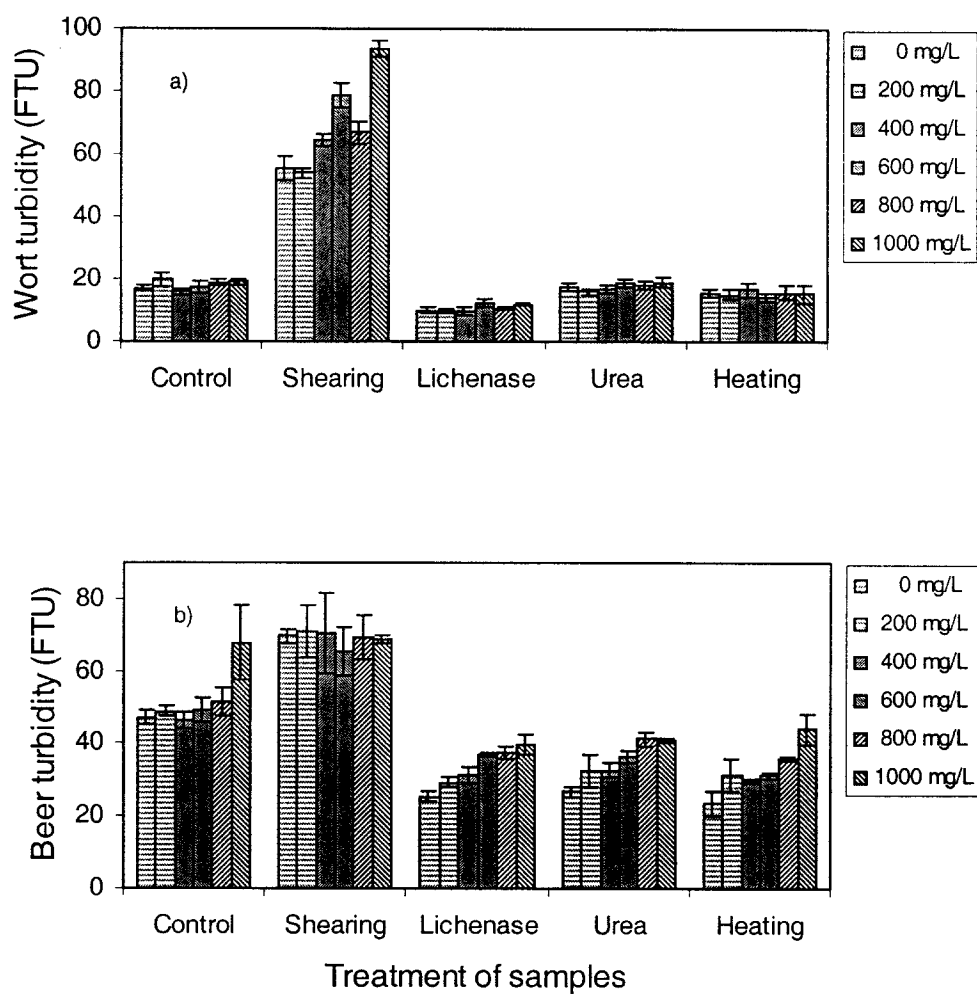 Wort turbidity (FTU)
100
80
60
40
20
0
a)
Control Shearing Lichenase Urea Heating
0 mg/L
200 mg/L
400 mg/L
600 mg/L
800 mg/L
1000 mg/L
Beer turbidity (FTU)
80
60
40
20
0
b)
Control Shearing Lichenase Urea Heating
0 mg/L
200 mg/L
400 mg/L
600 mg/L
800 mg/L
1000 mg/L
Treatment of samples